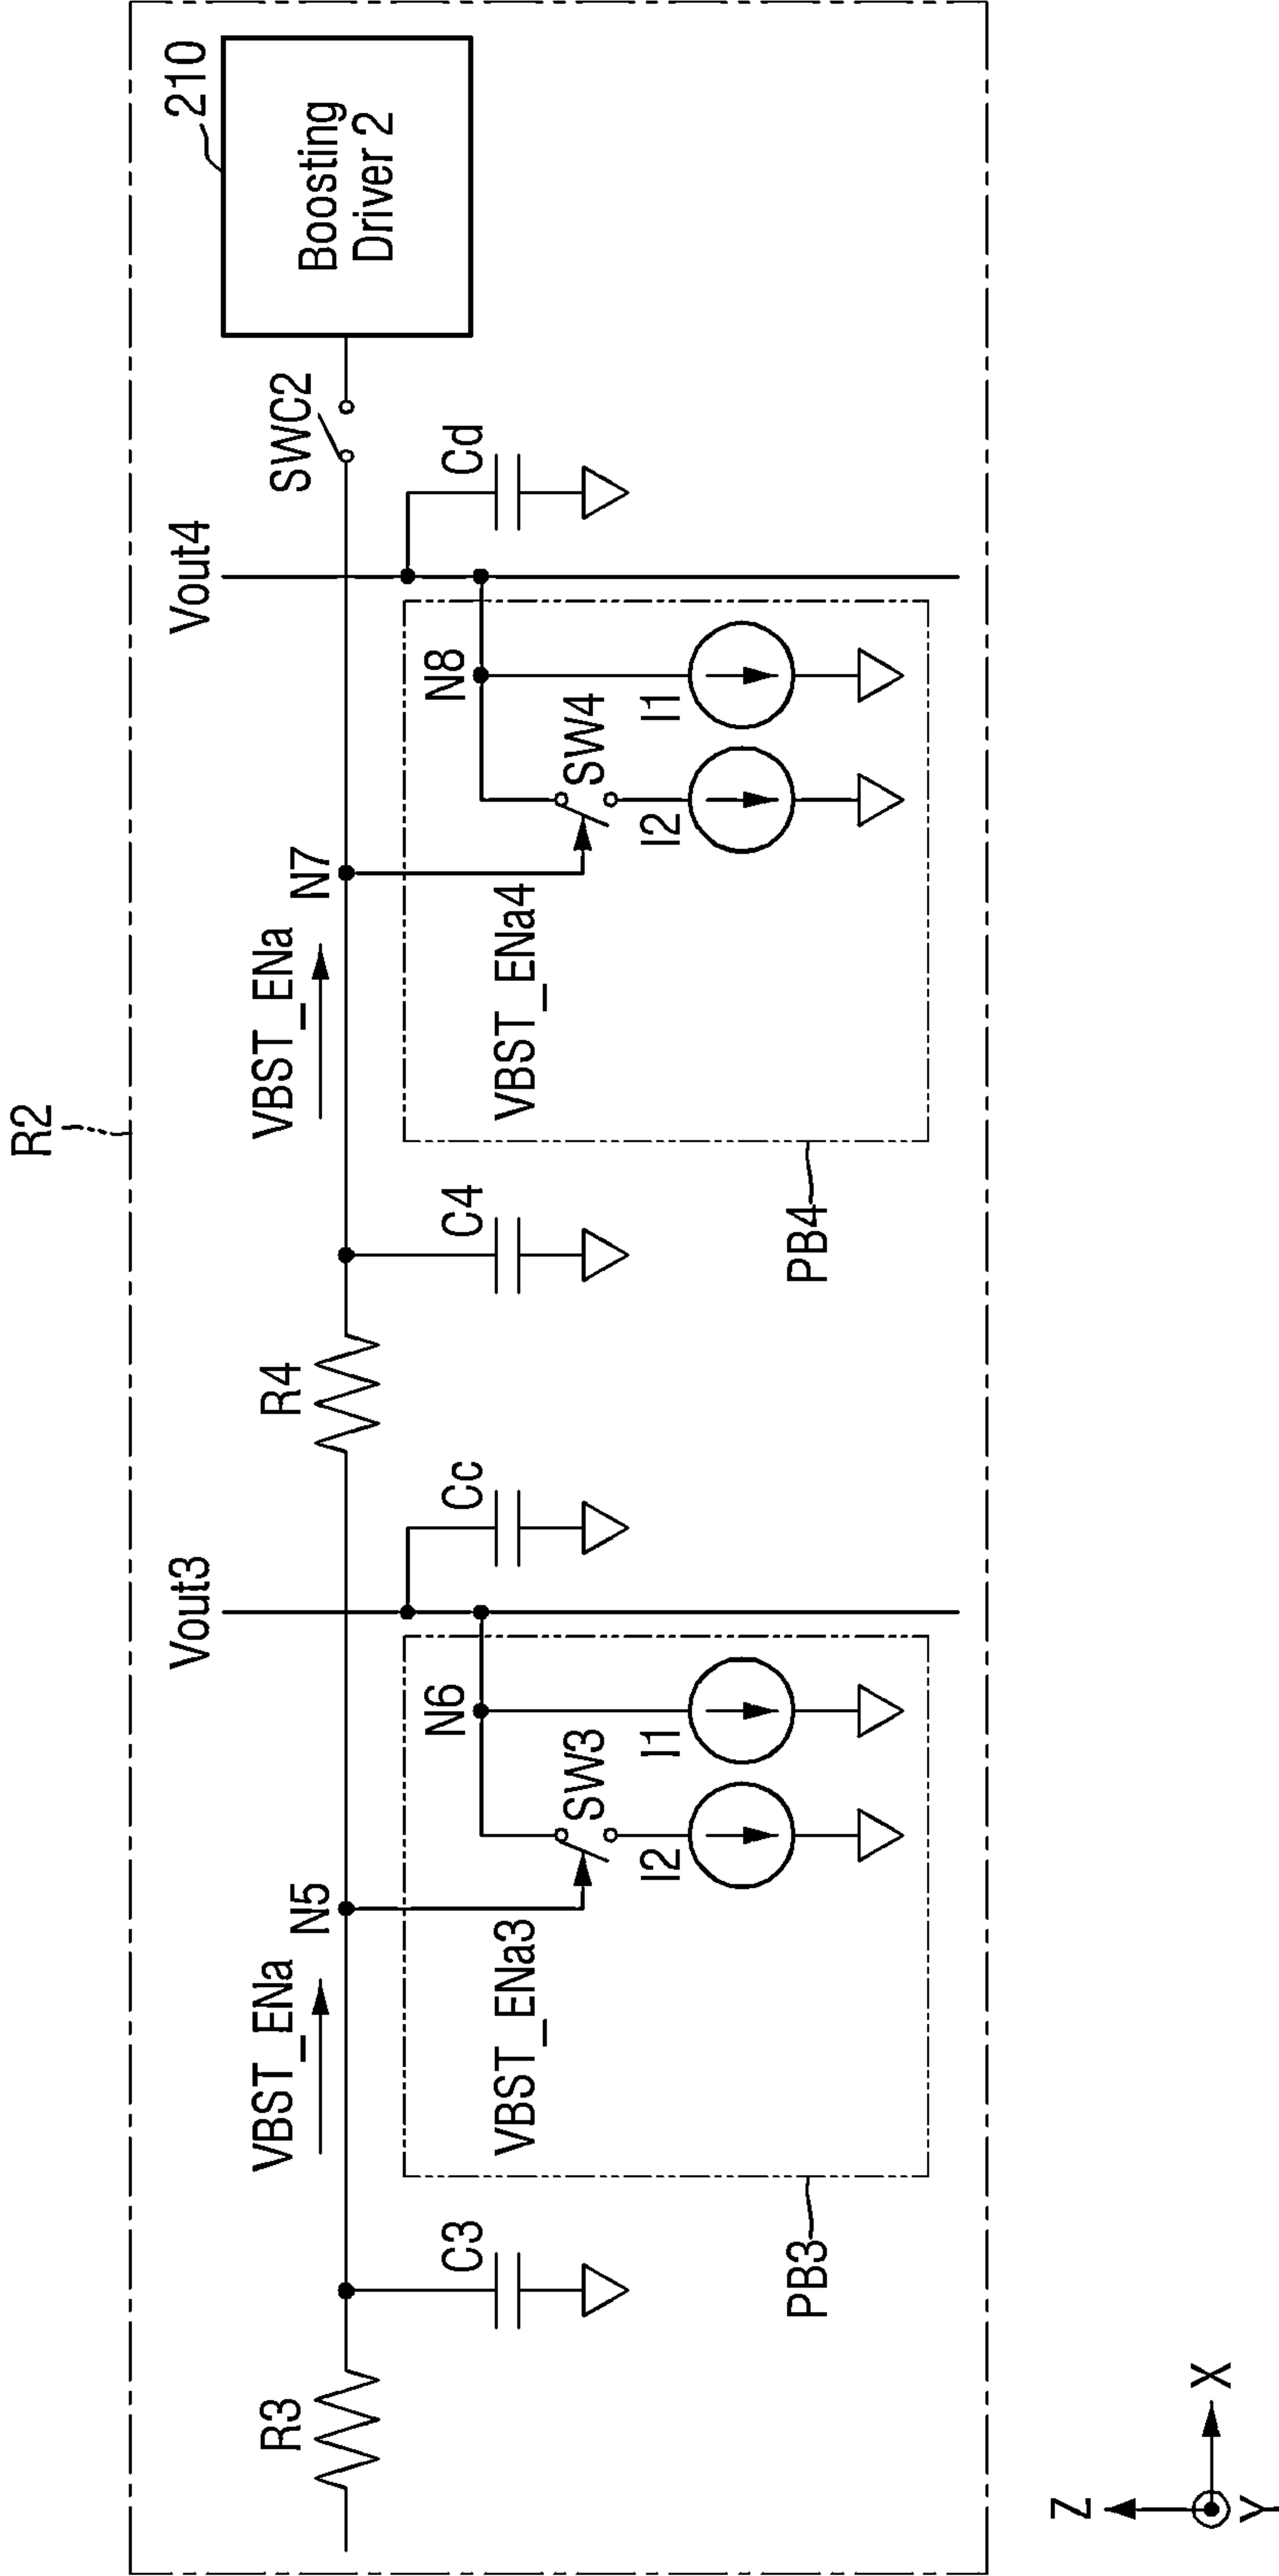 R2
Vout3
Vout4
210
R3
VBST_ENa
N5
R4
VBST_ENa
N7
SWC2
Boosting
Driver 2
C3
N6
Cc
C4
N8
Cd
VBST_ENa3
SW3
VBST_ENa4
SW4
I2
I1
I2
I1
PB3
PB4
Z
X
Y